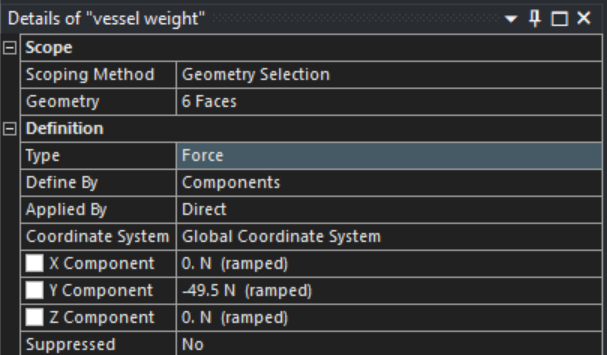 Details of "vessel weight"
Scope
Scoping Method Geometry Selection
Geometry 6 Faces
Definition
Type Force
Define By Components
Applied By Direct
Coordinate System Global Coordinate System
X Component 0. N (ramped)
Y Component -49.5 N (ramped)
Z Component 0. N (ramped)
Suppressed No